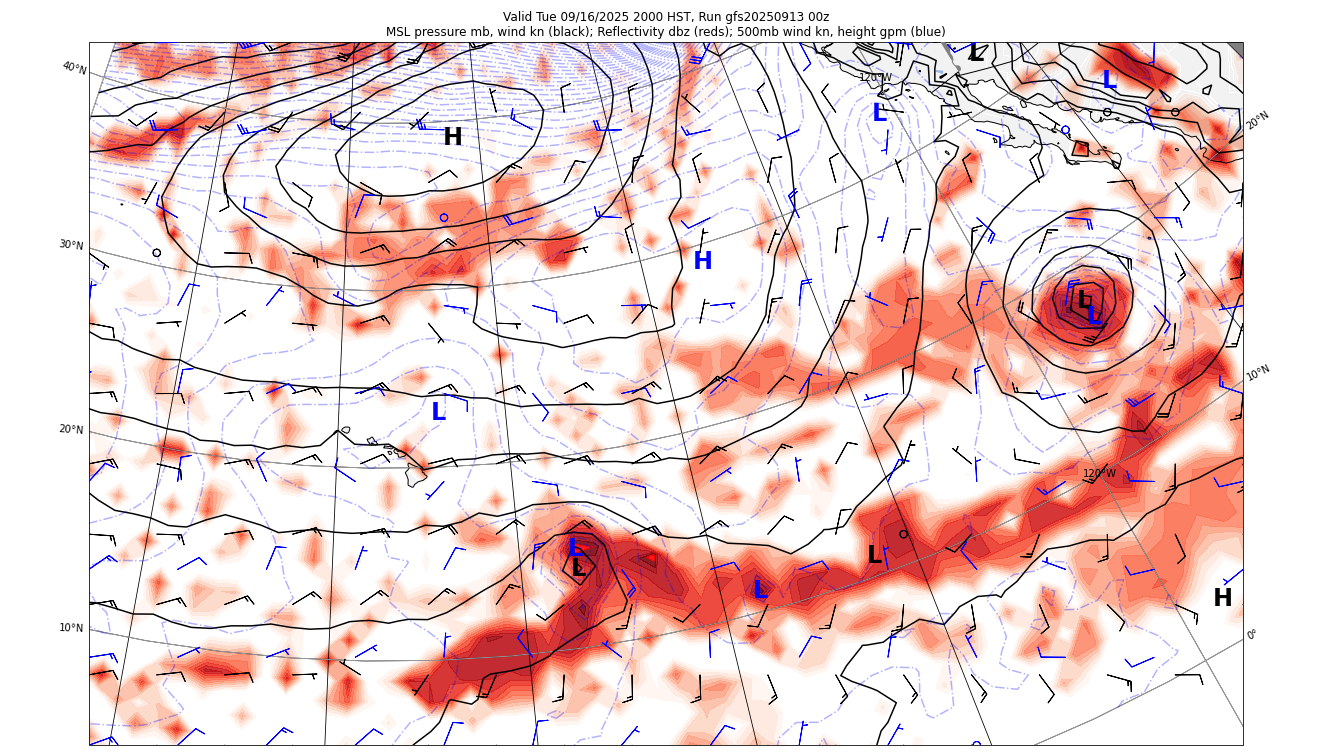 Valid Tue 09/16/2025 2000 HST, Run gfs20250913 00z
MSL pressure mb, wind kn (black); Reflectivity dbz (reds); 500mb wind kn, height gpm (blue)
L
40°N
120°W
L
L
20°N
H
30°N
H
L
L
10°N
L
20°N
120°W
L
L
L
L
H
10°N
0°